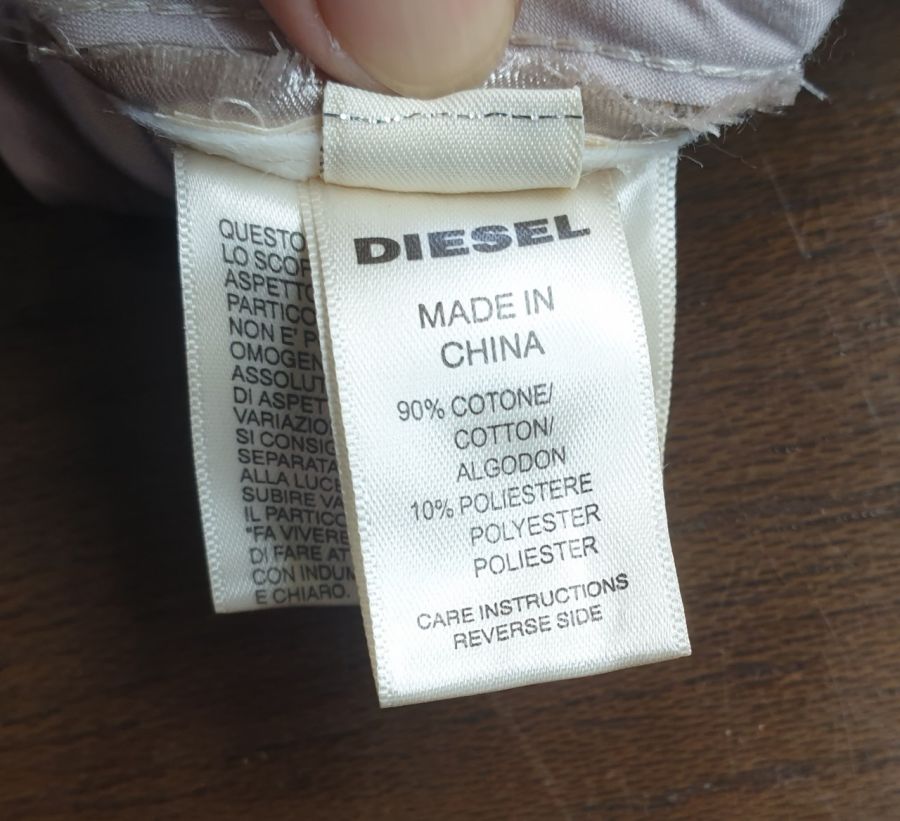 DIESEL
MADE IN
CHINA
90% COTONE/
COTTON/
ALGODON
10% POLIESTERE
POLYESTER
POLIESTER
CARE INSTRUCTIONS
REVERSE SIDE
QUESTO
LO SCOP
ASPETTO
PARTICO
NON E' P
OMOGEN
ASSOLUT
DI ASPET
VARIAZIO
SI CONSIG
SEPARATA
ALLA LUCE
SUBIRE VA
IL PARTICO
"FA VIVERE
DI FARE AT
CON INDUM
E CHIARO.